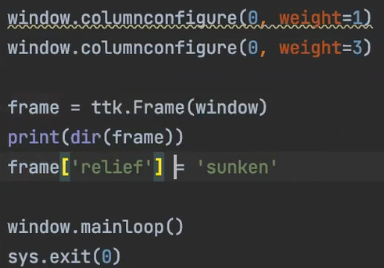 window.columnconfigure(0, weight=1)
window.columnconfigure(0, weight=3)
frame = ttk.Frame(window)
print(dir(frame))
frame['relief'] = 'sunken'
window.mainloop()
sys.exit(0)